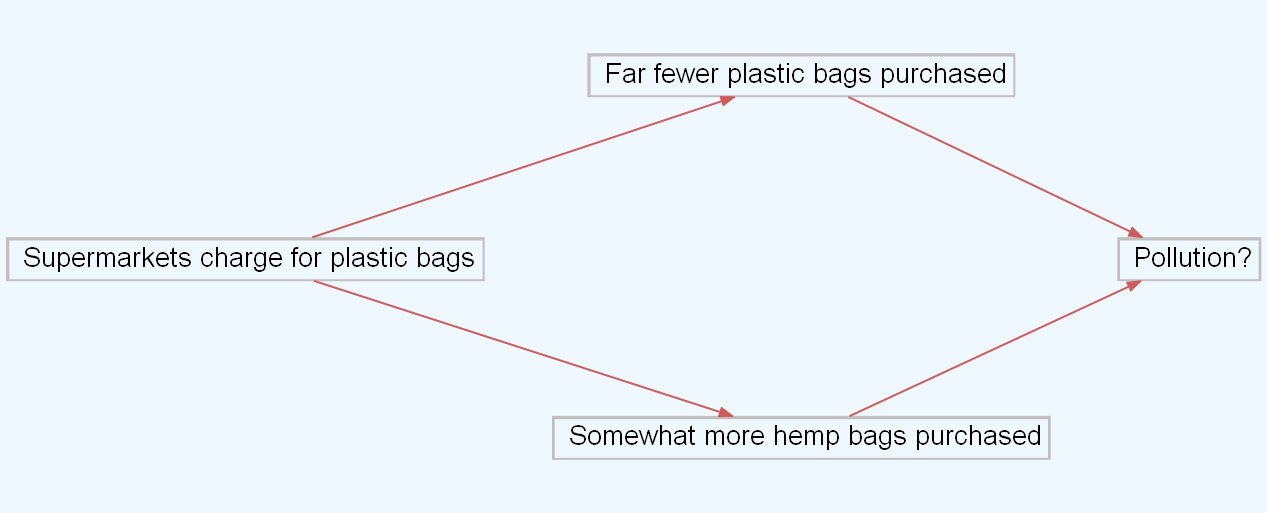 Far fewer plastic bags purchased
Supermarkets charge for plastic bags
Pollution?
Somewhat more hemp bags purchased